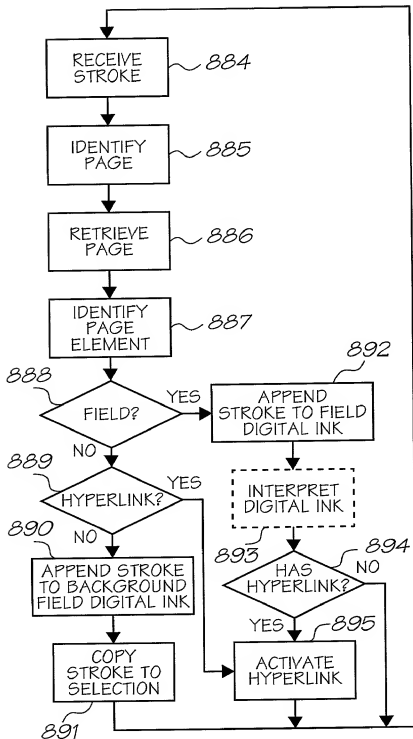 RECEIVE
STROKE
884
IDENTIFY
PAGE
885
RETRIEVE
PAGE
886
IDENTIFY
PAGE
ELEMENT
887
888
FIELD?
YES
NO
892
APPEND
STROKE TO FIELD
DIGITAL INK
889
HYPERLINK?
YES
NO
INTERPRET
DIGITAL INK
893
890
APPEND STROKE
TO BACKGROUND
FIELD DIGITAL INK
894
HAS
HYPERLINK?
NO
YES
895
COPY
STROKE TO
SELECTION
891
ACTIVATE
HYPERLINK